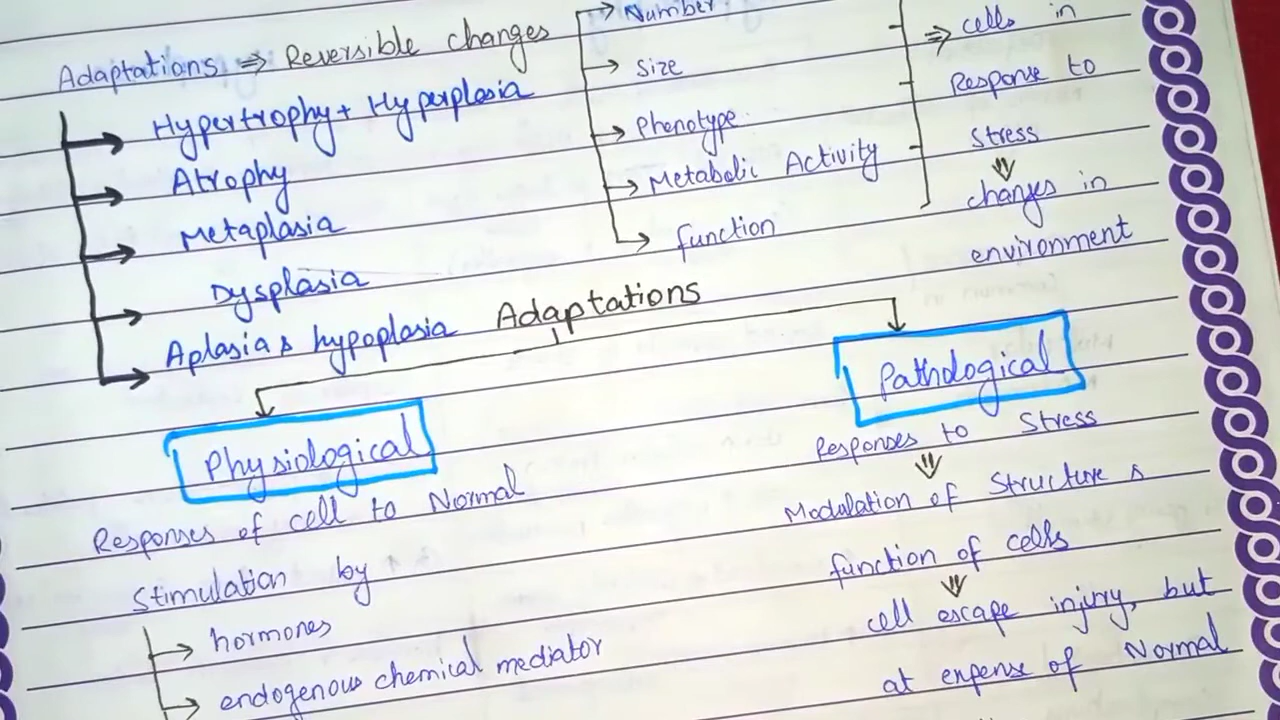 Adaptations ⇒ Reversible changes
Hypertrophy + Hyperplasia
Atrophy
Metaplasia
Dysplasia
Aplasia & hypoplasia
→ Number
→ Size
→ Phenotype
→ Metabolic Activity
→ function
⇒ cells in
Response to
Stress
⇓
changes in
environment
Adaptations
Physiological
Responses of cell to Normal
Stimulation by
→ hormones
→ endogenous chemical mediator
Pathological
Responses to Stress
⇓
Modulation of Structure &
function of cells
⇓
cell escape injury, but
at expense of Normal